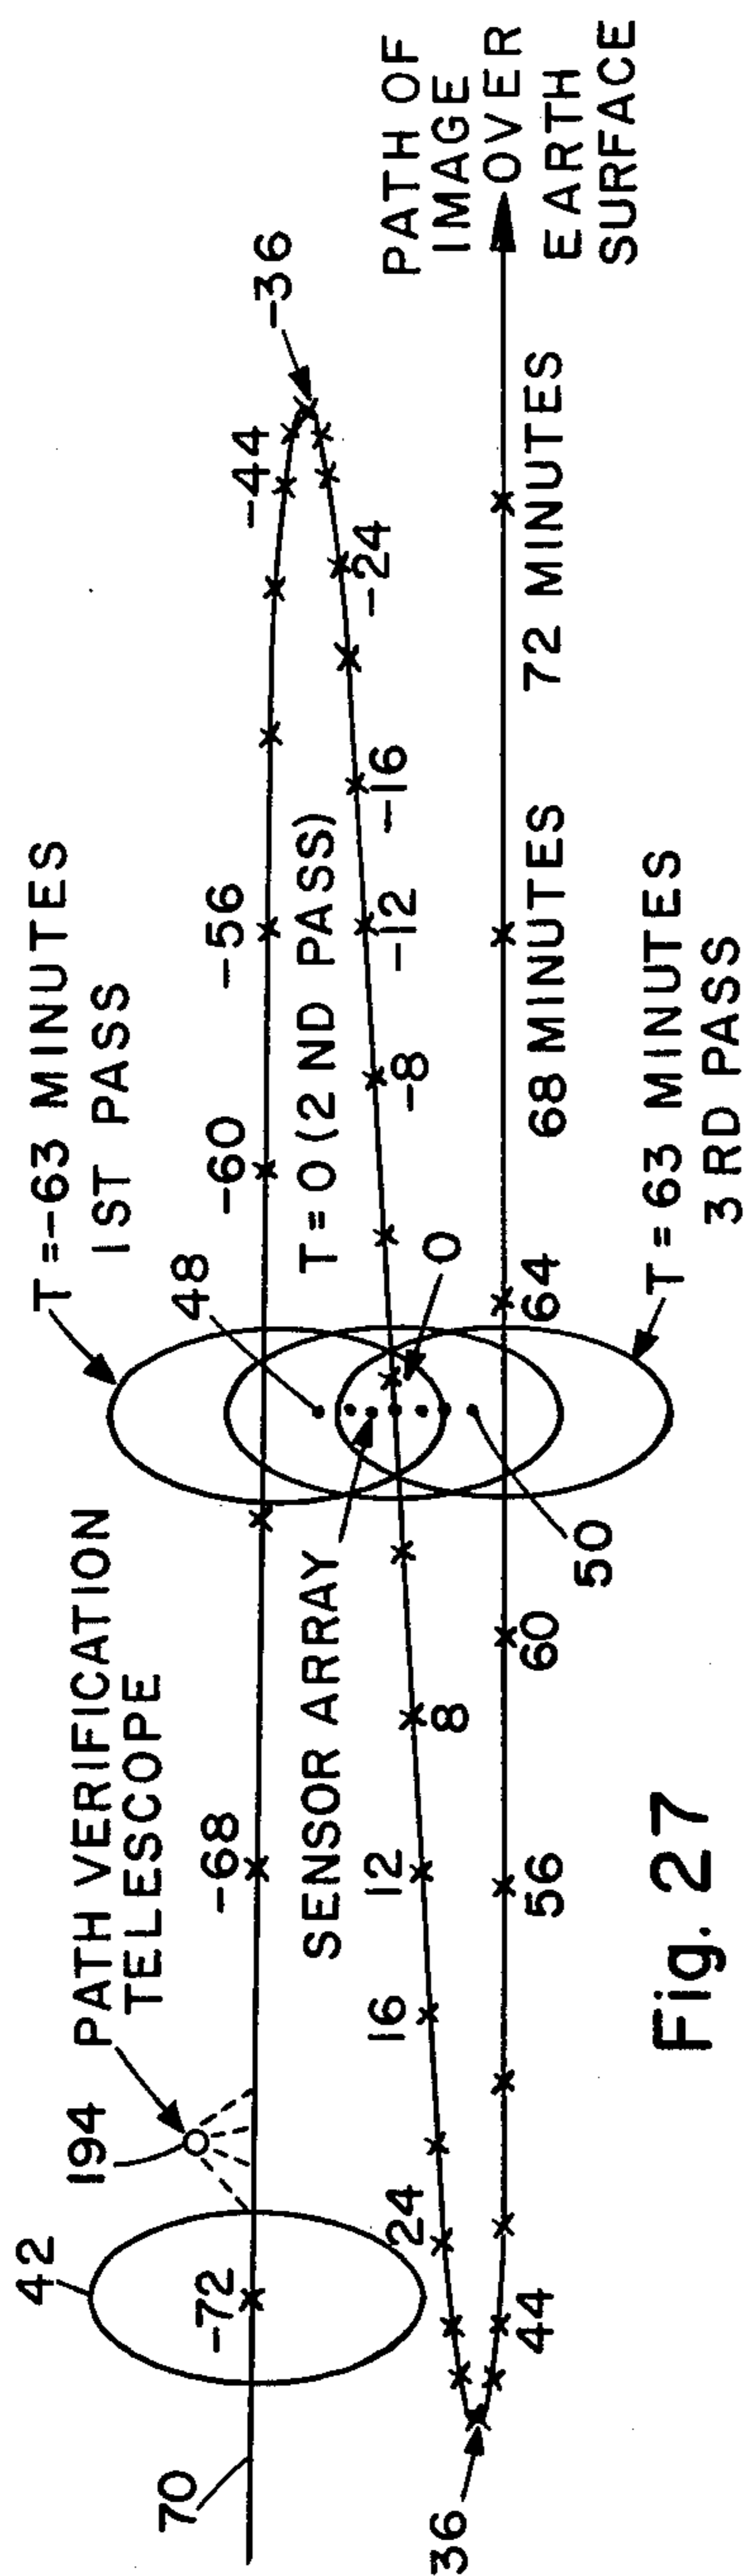 42
194
PATH VERIFICATION
TELESCOPE
T=-63 MINUTES
1ST PASS
70
-72
-68
48
-60
-56
-44
-36
SENSOR ARRAY
T=0 (2ND PASS)
0
-8
-12
-16
-24
PATH OF
IMAGE
OVER
EARTH
SURFACE
36
24
16
12
8
44
56
60
50
64
68 MINUTES
72 MINUTES
T=63 MINUTES
3RD PASS
Fig. 27